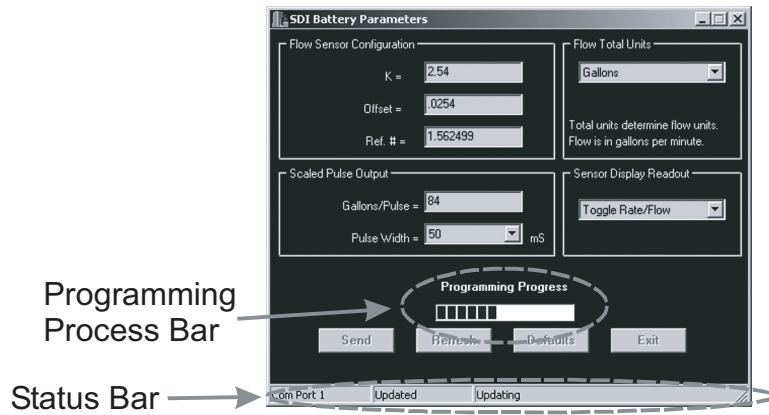 SDI Battery Parameters
Flow Sensor Configuration
K = 2.54
Offset = .0254
Ref. # = 1.562499
Flow Total Units
Gallons
Total units determine flow units.
Flow is in gallons per minute.
Scaled Pulse Output
Gallons/Pulse = 84
Pulse Width = 50 mS
Sensor Display Readout
Toggle Rate/Flow
Programming Progress
Programming
Process Bar
Send Refresh Defaults Exit
Status Bar
Com Port 1 Updated Updating